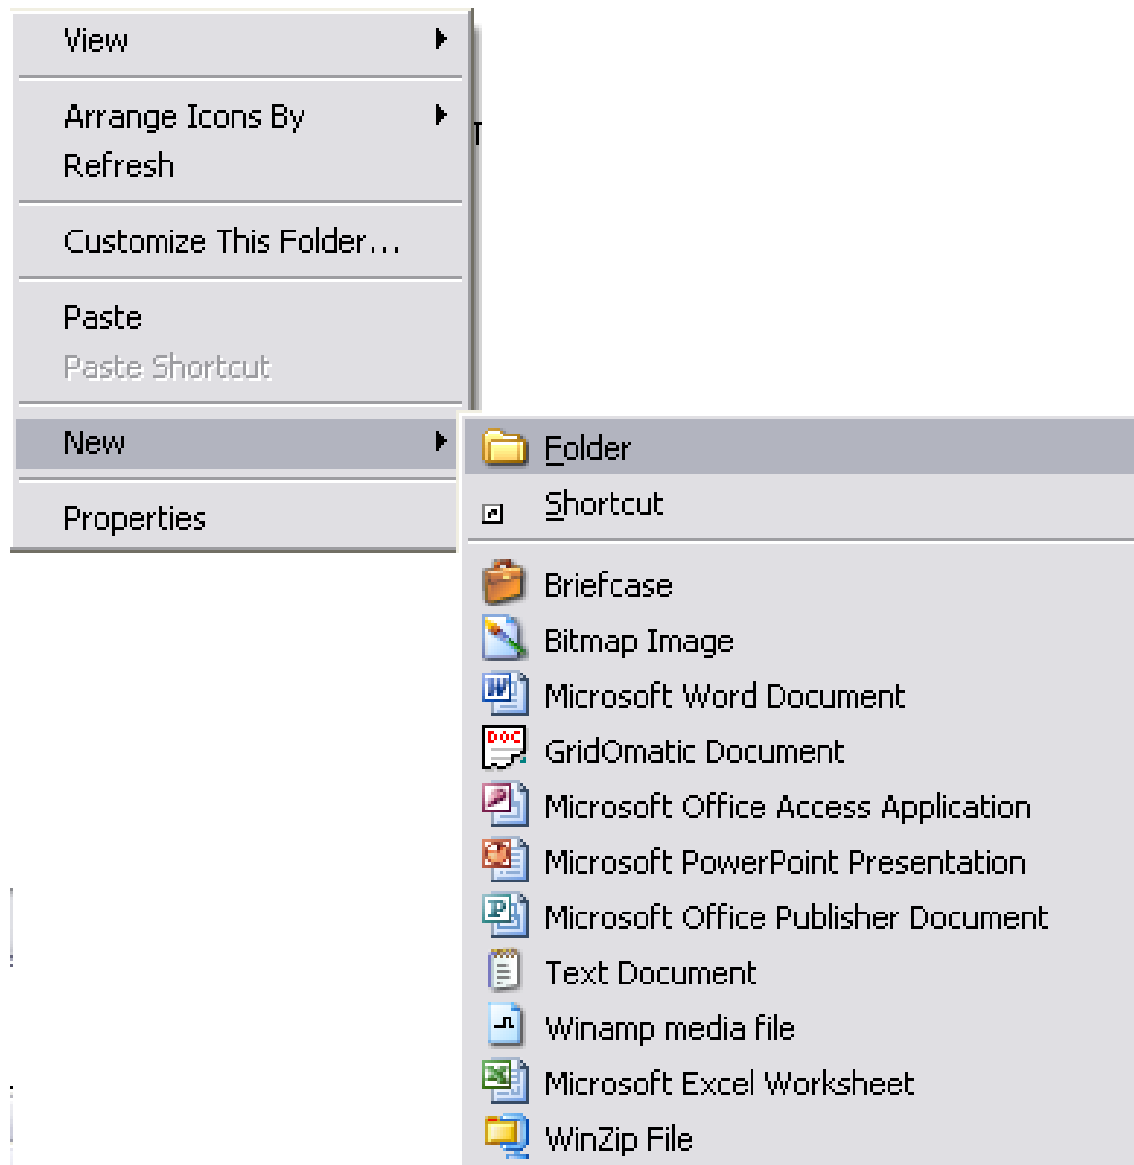 View
Arrange Icons By
Refresh
Customize This Folder...
Paste
Paste Shortcut
New
Properties
Folder
Shortcut
Briefcase
Bitmap Image
Microsoft Word Document
DOC
GridOmatic Document
Microsoft Office Access Application
Microsoft PowerPoint Presentation
Microsoft Office Publisher Document
Text Document
Winamp media file
Microsoft Excel Worksheet
WinZip File